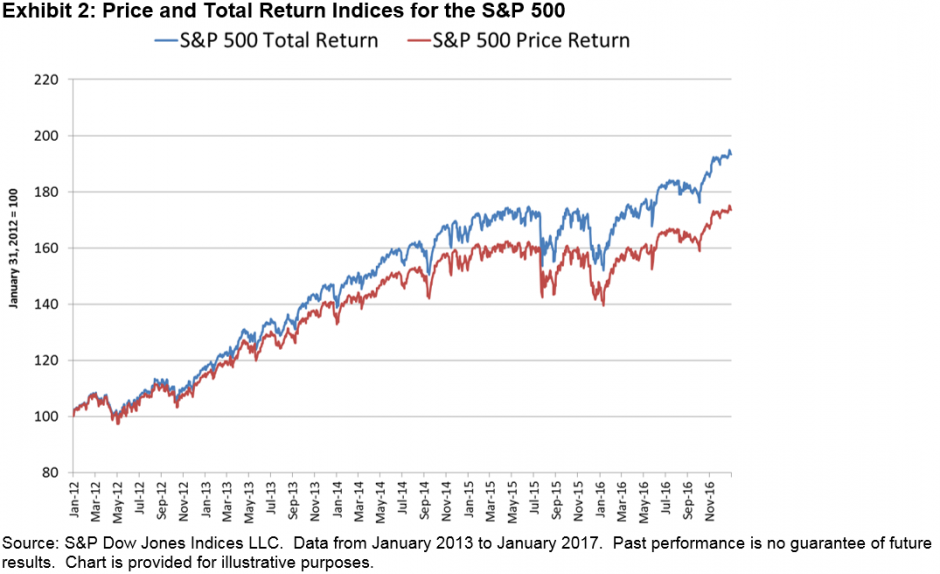 Exhibit 2: Price and Total Return Indices for the S&P 500
S&P 500 Total Return S&P 500 Price Return
220
200
180
160
140
120
100
80
January 31, 2012 = 100
Jan-12
Mar-12
May-12
Jul-12
Sep-12
Nov-12
Jan-13
Mar-13
May-13
Jul-13
Sep-13
Nov-13
Jan-14
Mar-14
May-14
Jul-14
Sep-14
Nov-14
Jan-15
Mar-15
May-15
Jul-15
Sep-15
Nov-15
Jan-16
Mar-16
May-16
Jul-16
Sep-16
Nov-16
Source: S&P Dow Jones Indices LLC.  Data from January 2013 to January 2017.  Past performance is no guarantee of future
results.  Chart is provided for illustrative purposes.